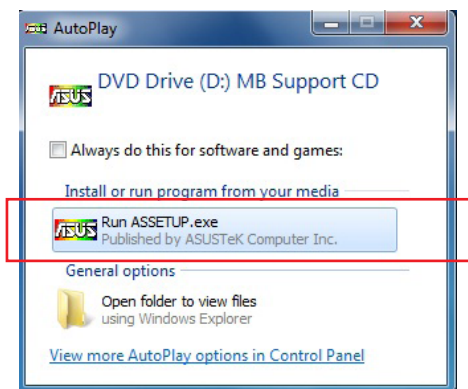 AutoPlay
DVD Drive (D:) MB Support CD
ASUS
Always do this for software and games:
Install or run program from your media
ASUS
Run ASSETUP.exe
Published by ASUSTeK Computer Inc.
General options
Open folder to view files
using Windows Explorer
View more AutoPlay options in Control Panel